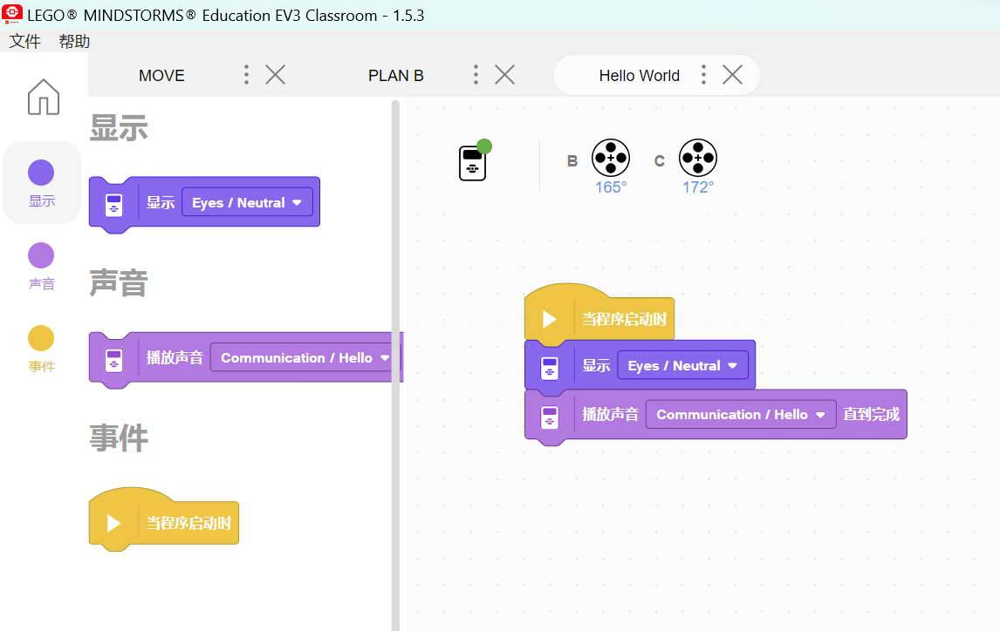 LEGO® MINDSTORMS® Education EV3 Classroom - 1.5.3
文件 帮助
MOVE PLAN B Hello World
显示
声音
事件
显示
显示 Eyes / Neutral
声音
播放声音 Communication / Hello
事件
当程序启动时
B 165° C 172°
当程序启动时
显示 Eyes / Neutral
播放声音 Communication / Hello 直到完成